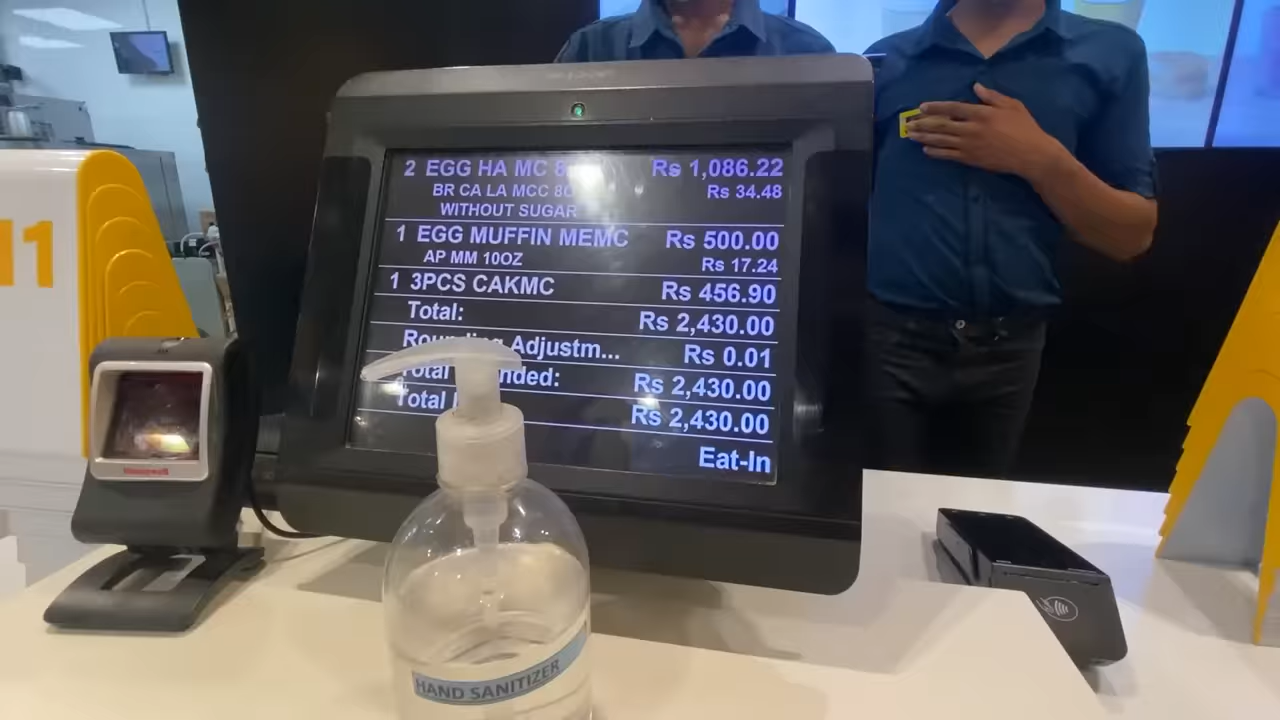 2 EGG HA MC Rs 1,086.22
BR CA LA MCC Rs 34.48
WITHOUT SUGAR
1 EGG MUFFIN MEMC Rs 500.00
AP MM 10OZ Rs 17.24
1 3PCS CAKMC Rs 456.90
Total: Rs 2,430.00
Adjustm... Rs 0.01
Total Rs 2,430.00
Total Rs 2,430.00
Eat-In
11
Honeywell
HAND SANITIZER